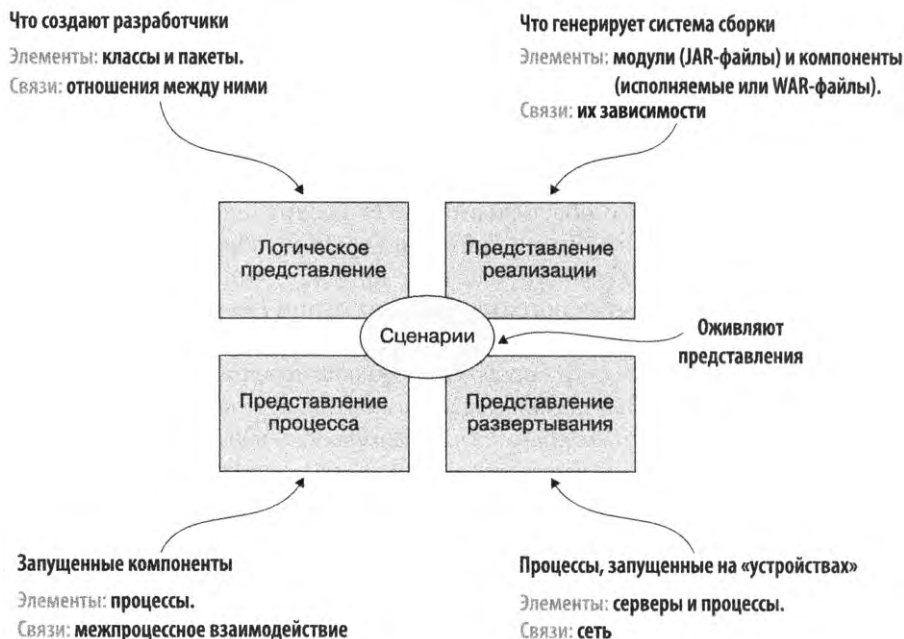 Что создают разработчики
Элементы: классы и пакеты.
Связи: отношения между ними
Что генерирует система сборки
Элементы: модули (JAR-файлы) и компоненты
(исполняемые или WAR-файлы).
Связи: их зависимости
Логическое
представление
Представление
реализации
Сценарии
Оживляют
представления
Представление
процесса
Представление
развертывания
Запущенные компоненты
Элементы: процессы.
Связи: межпроцессное взаимодействие
Процессы, запущенные на «устройствах»
Элементы: серверы и процессы.
Связи: сеть